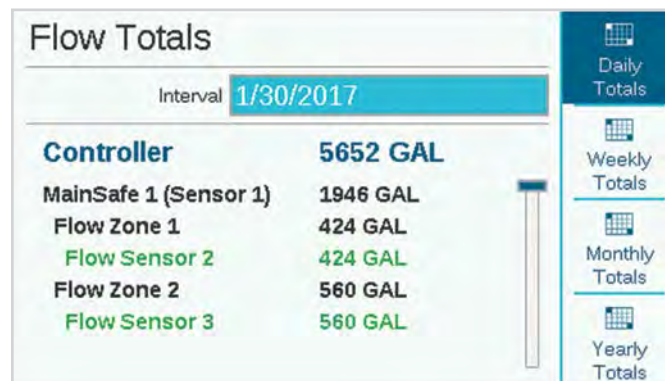 Flow Totals
Interval 1/30/2017
Controller 5652 GAL
MainSafe 1 (Sensor 1) 1946 GAL
Flow Zone 1 424 GAL
Flow Sensor 2 424 GAL
Flow Zone 2 560 GAL
Flow Sensor 3 560 GAL
Daily
Totals
Weekly
Totals
Monthly
Totals
Yearly
Totals